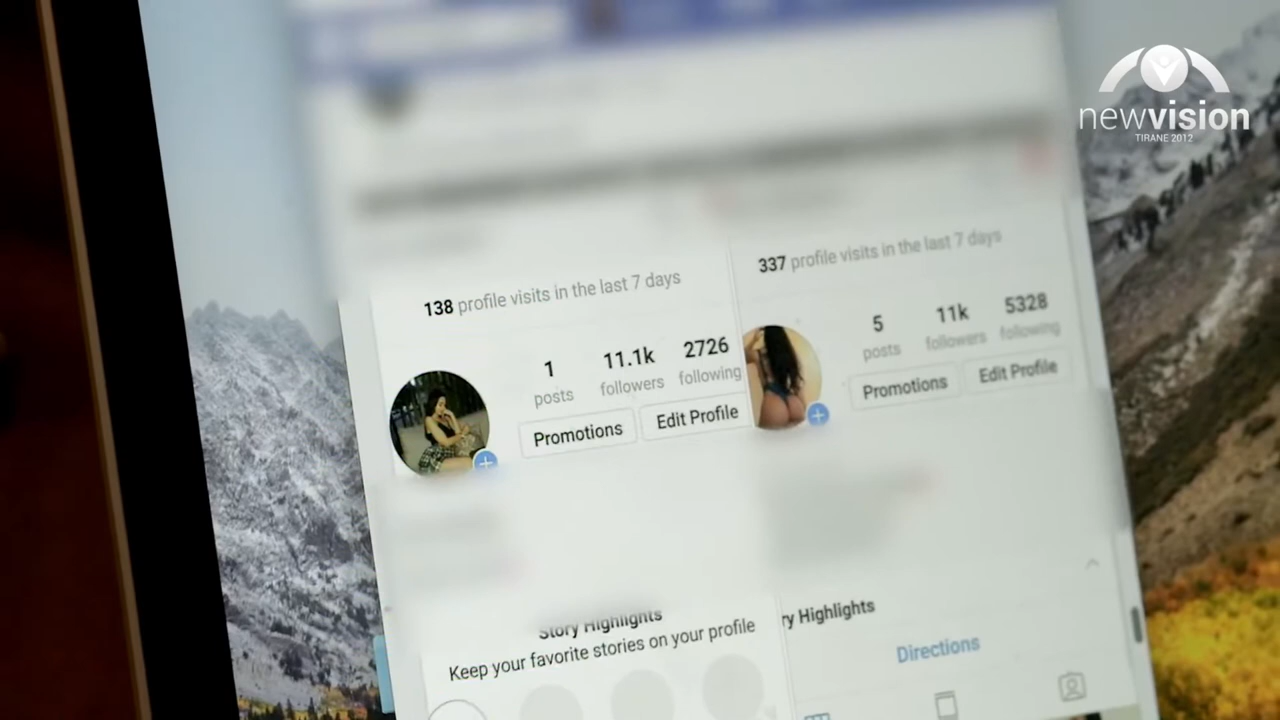 newvision
TIRANE 2012
138 profile visits in the last 7 days
1 11.1k 2726
posts followers following
Promotions Edit Profile
337 profile visits in the last 7 days
5 11k 5328
posts followers following
Promotions Edit Profile
Story Highlights
Keep your favorite stories on your profile
ry Highlights
Directions